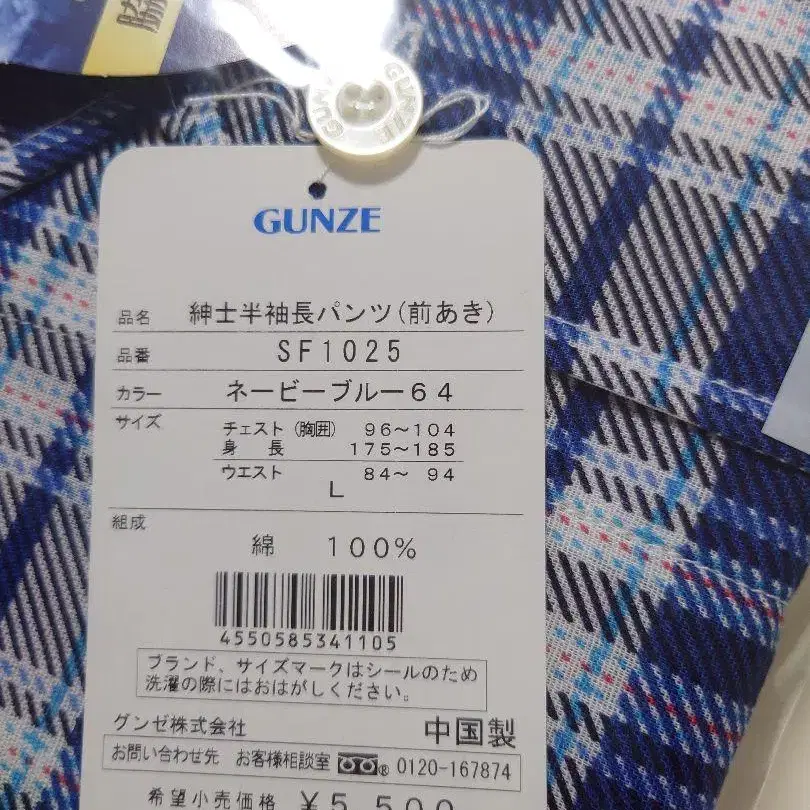 GUNZE
GUNZE
品名 紳士半袖長パンツ(前あき)
品番 SF1025
カラー ネービーブルー64
サイズ チェスト(胸囲) 96～104
身長 175～185
ウエスト 84～ 94
L
組成
綿 100%
4550585341105
ブランド、サイズマークはシールのため
洗濯の際にはおはがしください。
グンゼ株式会社 中国製
お問い合わせ先 お客様相談室 ® 0120-167874
希望小売価格 ¥5,500